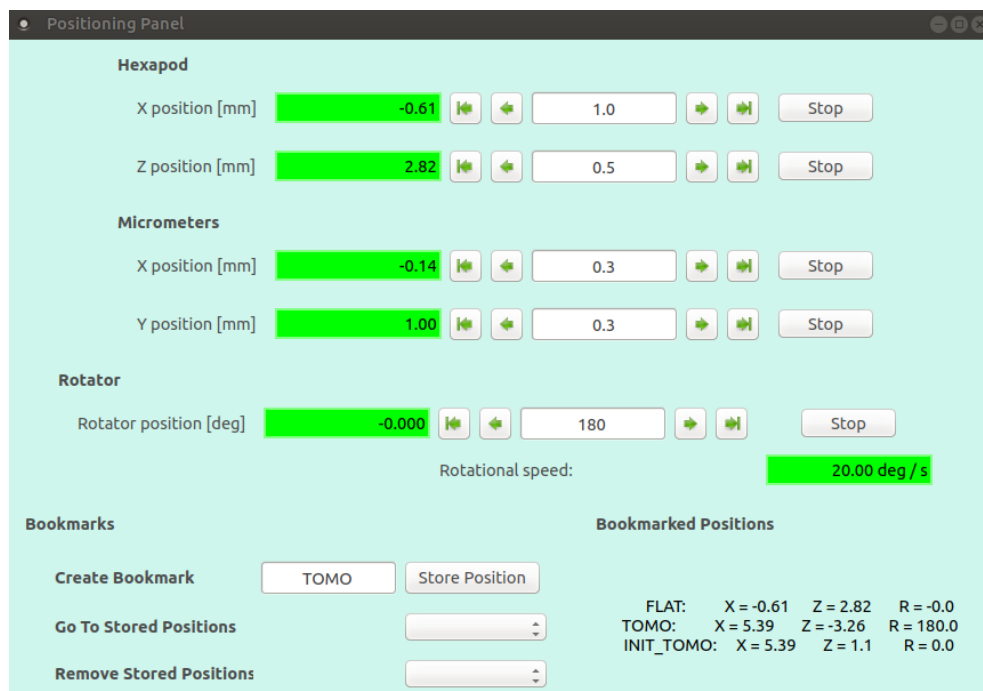 Positioning Panel
Hexapod
X position [mm] -0.61 1.0 Stop
Z position [mm] 2.82 0.5 Stop
Micrometers
X position [mm] -0.14 0.3 Stop
Y position [mm] 1.00 0.3 Stop
Rotator
Rotator position [deg] -0.000 180 Stop
Rotational speed: 20.00 deg / s
Bookmarks
Create Bookmark TOMO Store Position
Go To Stored Positions
Remove Stored Positions
Bookmarked Positions
FLAT: X = -0.61 Z = 2.82 R = -0.0
TOMO: X = 5.39 Z = -3.26 R = 180.0
INIT_TOMO: X = 5.39 Z = 1.1 R = 0.0